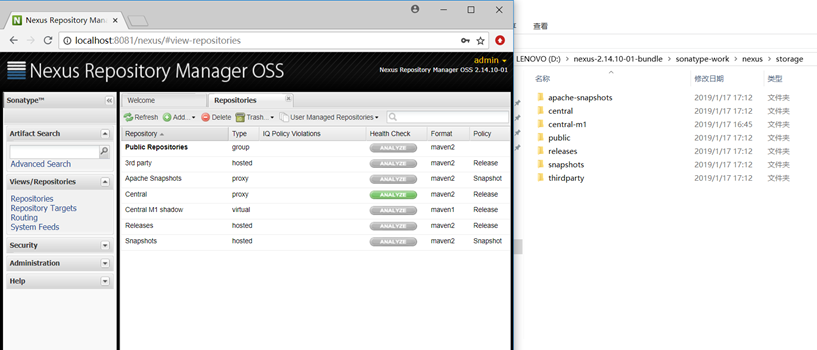 Nexus Repository Manager
localhost:8081/nexus/#view-repositories
Nexus Repository Manager OSS
admin
Nexus Repository Manager OSS 2.14.10-01
Sonatype™
Artifact Search
Advanced Search
Views/Repositories
Repositories
Repository Targets
Routing
System Feeds
Security
Administration
Help
Welcome
Repositories
Refresh Add... Delete Trash... User Managed Repositories
Repository Type IQ Policy Violations Health Check Format Policy
Public Repositories group ANALYZE maven2
3rd party hosted ANALYZE maven2 Release
Apache Snapshots proxy ANALYZE maven2 Snapshot
Central proxy ANALYZE maven2 Release
Central M1 shadow virtual ANALYZE maven1 Release
Releases hosted ANALYZE maven2 Release
Snapshots hosted ANALYZE maven2 Snapshot
查看
LENOVO (D:) > nexus-2.14.10-01-bundle > sonatype-work > nexus > storage
名称 修改日期 类型
apache-snapshots 2019/1/17 17:12 文件夹
central 2019/1/17 17:12 文件夹
central-m1 2019/1/17 16:45 文件夹
public 2019/1/17 17:12 文件夹
releases 2019/1/17 17:12 文件夹
snapshots 2019/1/17 17:12 文件夹
thirdparty 2019/1/17 17:12 文件夹